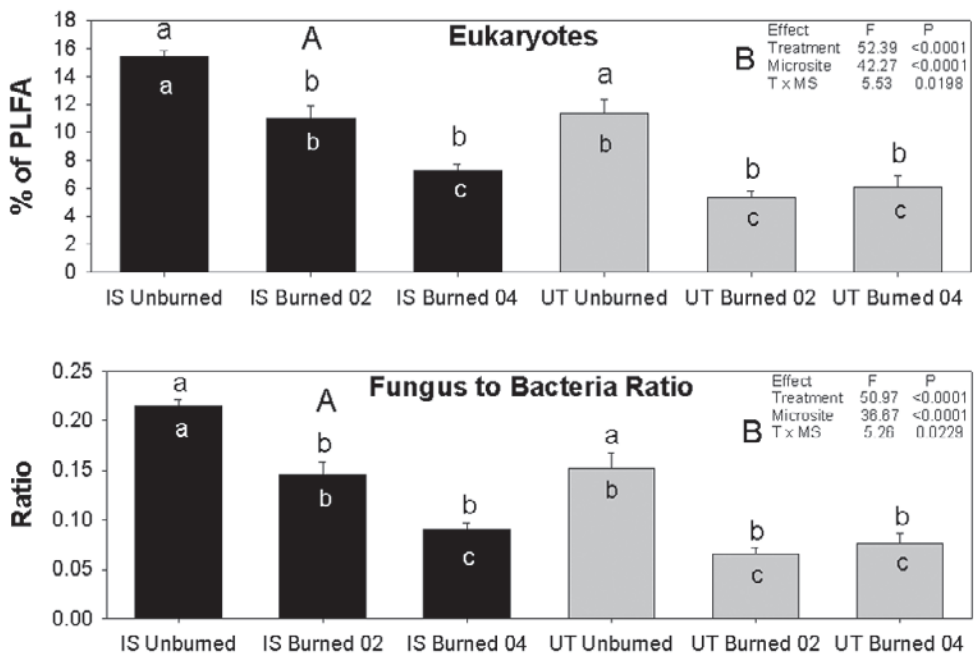 18
16
14
12
10
8
6
4
2
0
% of PLFA
Eukaryotes
A
B
Effect F P
Treatment 52.39 <0.0001
Microsite 42.27 <0.0001
T x MS 5.53 0.0198
a b b a b b
a b c b c c
IS Unburned IS Burned 02 IS Burned 04 UT Unburned UT Burned 02 UT Burned 04
0.25
0.20
0.15
0.10
0.05
0.00
Ratio
Fungus to Bacteria Ratio
A
B
Effect F P
Treatment 50.97 <0.0001
Microsite 36.67 <0.0001
T x MS 5.26 0.0229
a b b a b b
a b c b c c
IS Unburned IS Burned 02 IS Burned 04 UT Unburned UT Burned 02 UT Burned 04